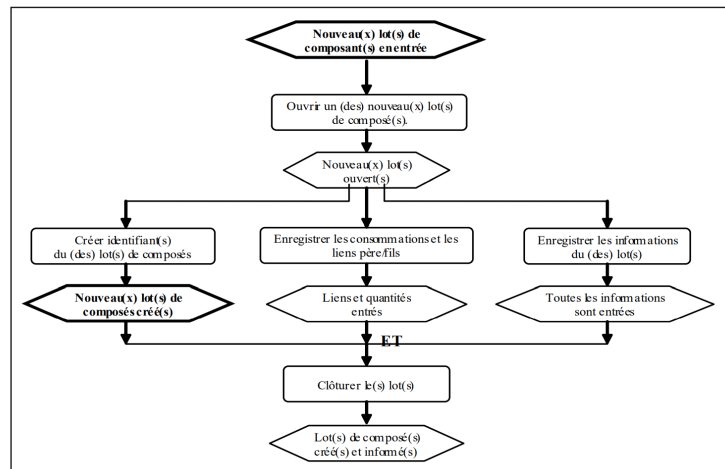 Nouveau(x) lot(s) de
composant(s) en entrée
Ouvrir un (des) nouveau(x) lot(s)
de composé(s).
Nouveau(x) lot(s)
ouvert(s)
Créer identifiant(s)
du (des) lot(s) de composés
Enregistrer les consommations et les
liens père/fils
Enregistrer les informations
du (des) lot(s)
Nouveau(x) lot(s) de
composés créé(s)
Liens et quantités
entrés
Toutes les informations
sont entrées
ET
Clôturer le(s) lot(s)
Lot(s) de composé(s)
créé(s) et informé(s)